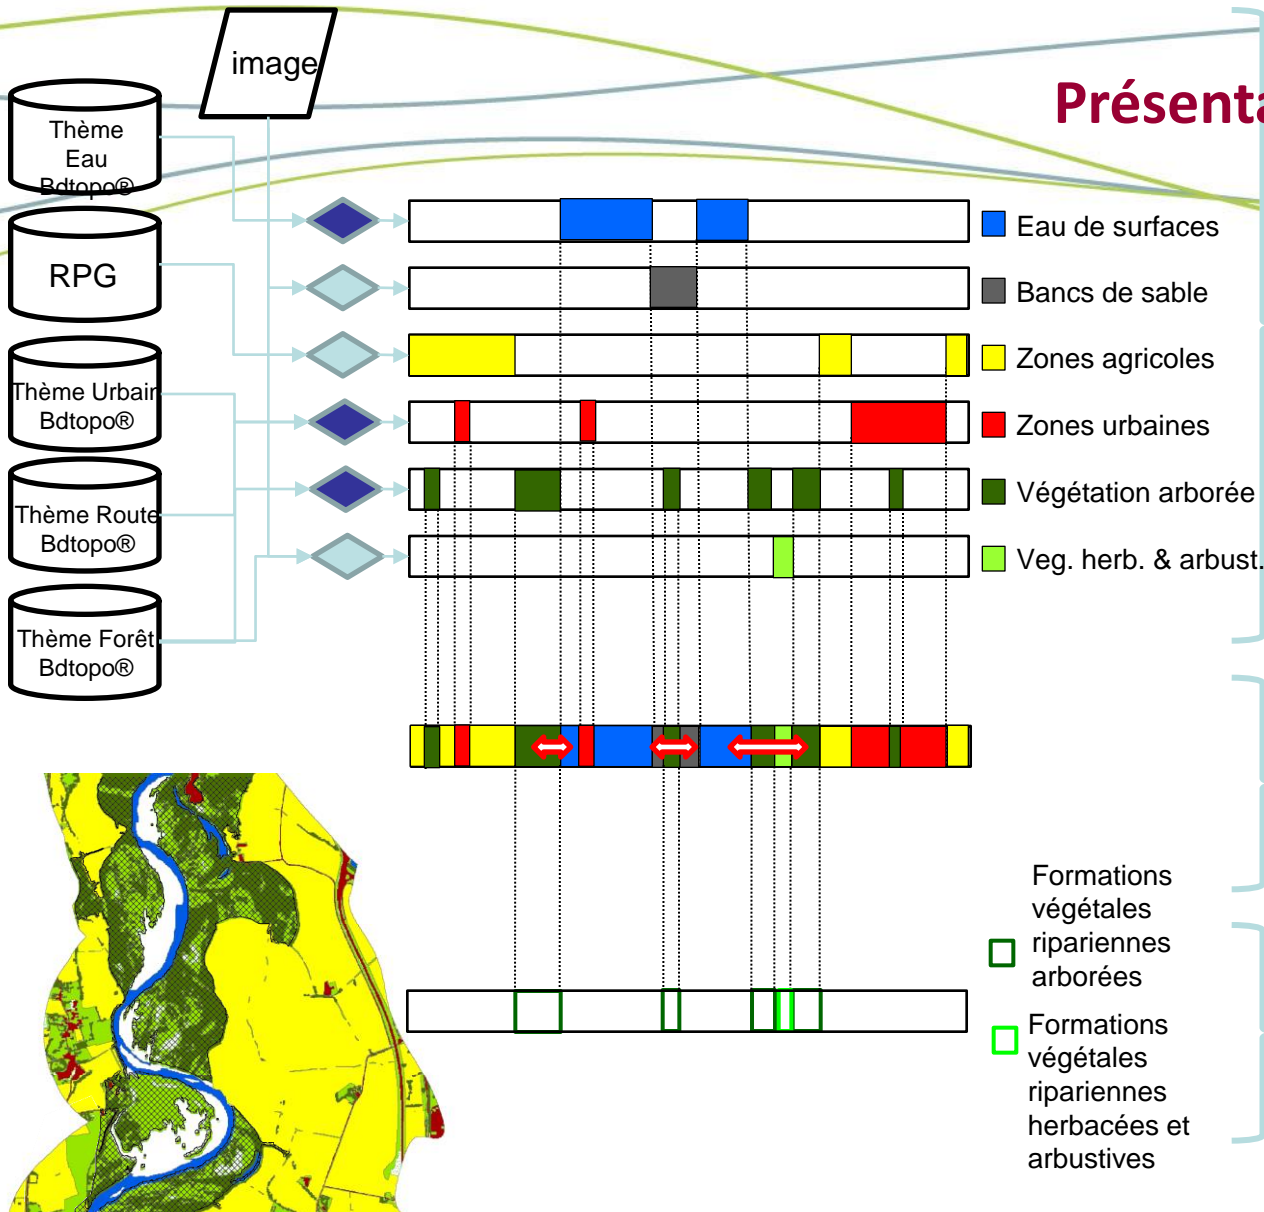 image
Présenta
Thème
Eau
Bdtopo®
RPG
Thème Urbain
Bdtopo®
Thème Route
Bdtopo®
Thème Forêt
Bdtopo®
Eau de surfaces
Bancs de sable
Zones agricoles
Zones urbaines
Végétation arborée
Veg. herb. & arbust.
Formations
végétales
ripariennes
arborées
Formations
végétales
ripariennes
herbacées et
arbustives